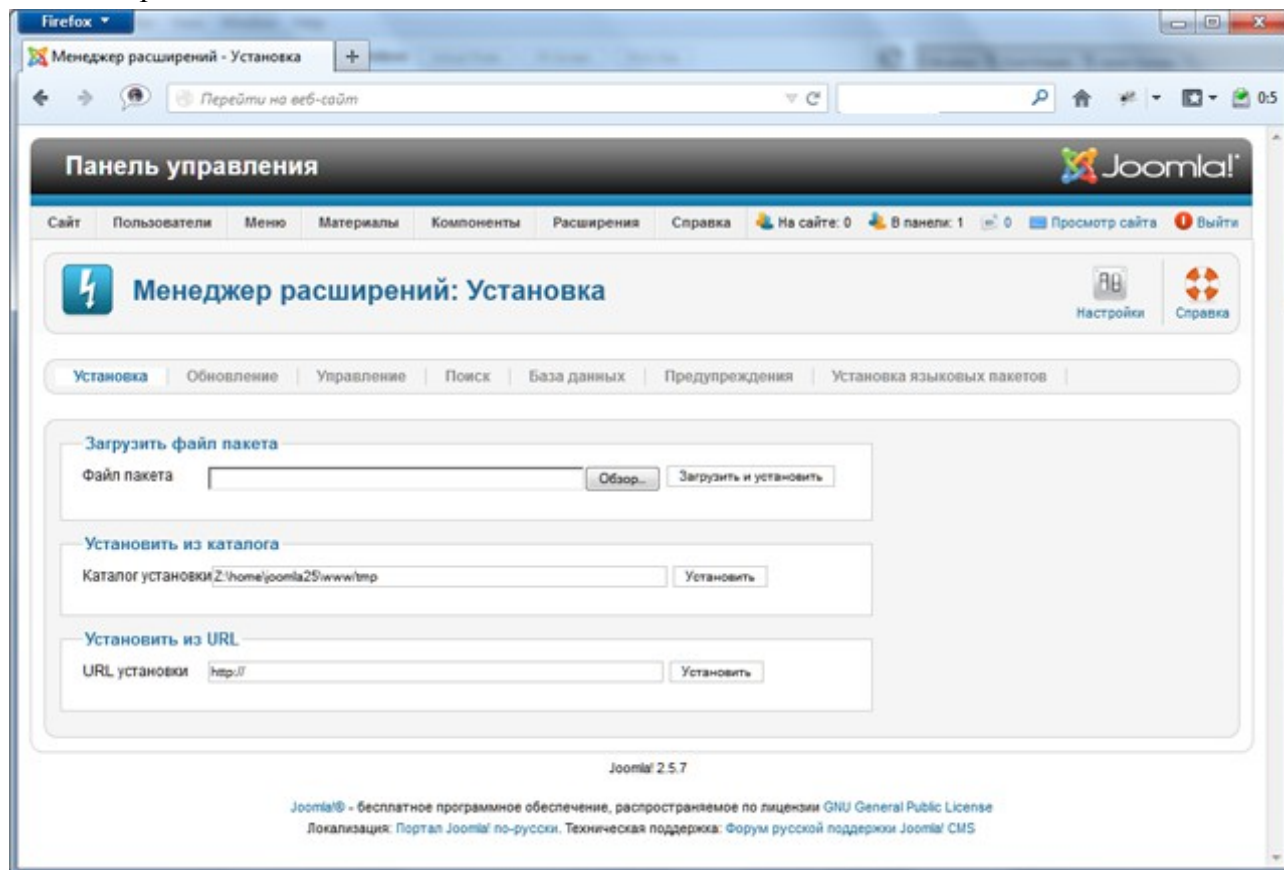 Firefox
Менеджер расширений - Установка
Перейти на веб-сайт
0:5
Панель управления
Joomla!
Сайт Пользователи Меню Материалы Компоненты Расширения Справка На сайте: 0 В панели: 1 0 Просмотр сайта Выйти
Менеджер расширений: Установка
Настройки Справка
Установка Обновление Управление Поиск База данных Предупреждения Установка языковых пакетов
Загрузить файл пакета
Файл пакета Обзор... Загрузить и установить
Установить из каталога
Каталог установки Z:\home\joomla25\www/tmp Установить
Установить из URL
URL установки http:// Установить
Joomla! 2.5.7
Joomla!® - бесплатное программное обеспечение, распространяемое по лицензии GNU General Public License
Локализация: Портал Joomla! по-русски. Техническая поддержка: Форум русской поддержки Joomla! CMS